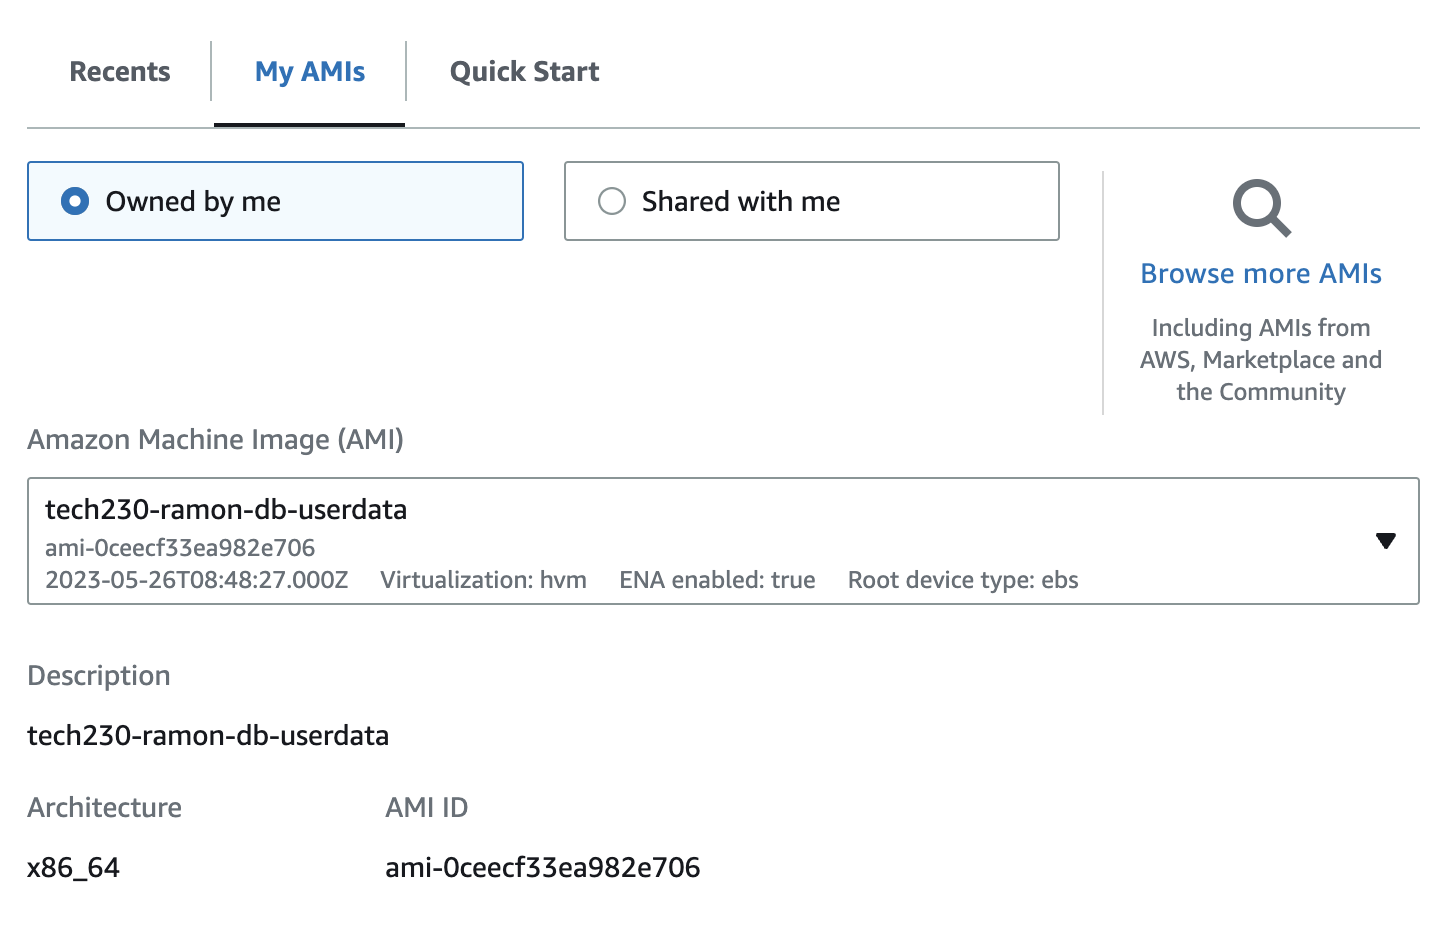 Recents
My AMIs
Quick Start
Owned by me
Shared with me
Browse more AMIs
Including AMIs from
AWS, Marketplace and
the Community
Amazon Machine Image (AMI)
tech230-ramon-db-userdata
ami-0ceecf33ea982e706
2023-05-26T08:48:27.000Z Virtualization: hvm ENA enabled: true Root device type: ebs
Description
tech230-ramon-db-userdata
Architecture AMI ID
x86_64 ami-0ceecf33ea982e706